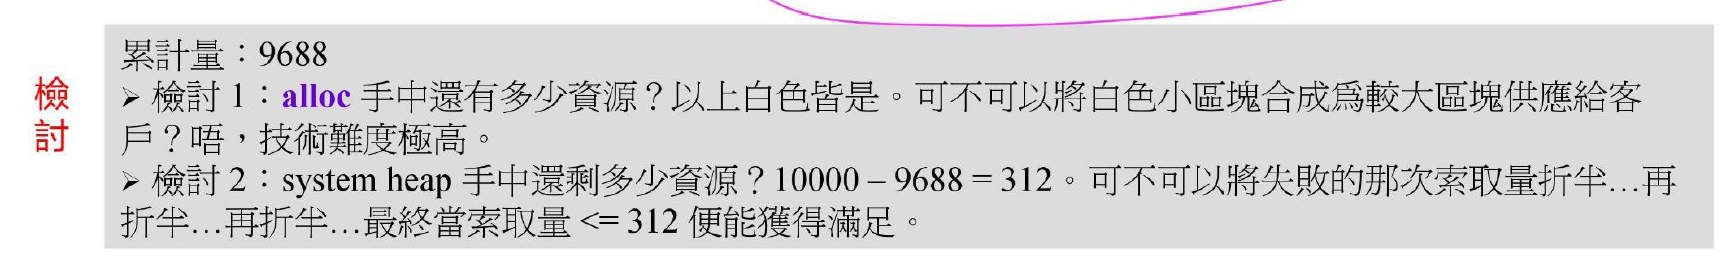 檢
討
累計量：9688
➢ 檢討 1：alloc 手中還有多少資源？以上白色皆是。可不可以將白色小區塊合成爲較大區塊供應給客
戶？唔，技術難度極高。
➢ 檢討 2：system heap 手中還剩多少資源？10000 – 9688 = 312。可不可以將失敗的那次索取量折半…再
折半…再折半…最終當索取量 <= 312 便能獲得滿足。